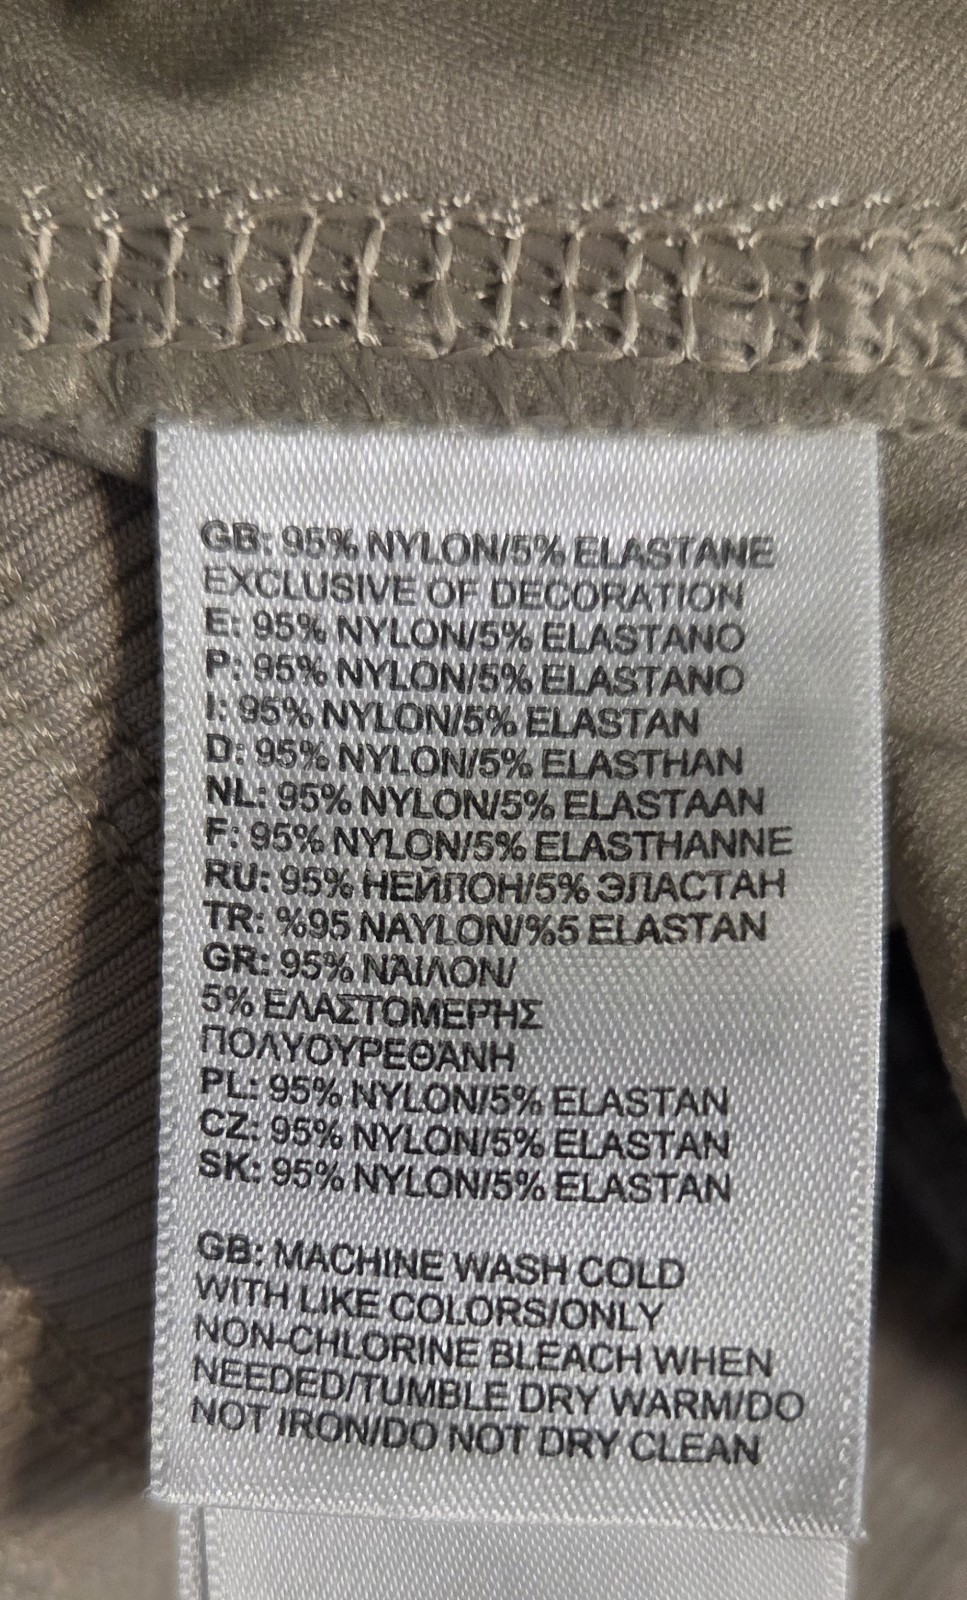 GB: 95% NYLON/5% ELASTANE
EXCLUSIVE OF DECORATION
E: 95% NYLON/5% ELASTANO
P: 95% NYLON/5% ELASTANO
I: 95% NYLON/5% ELASTAN
D: 95% NYLON/5% ELASTHAN
NL: 95% NYLON/5% ELASTAAN
F: 95% NYLON/5% ELASTHANNE
RU: 95% НЕЙЛОН/5% ЭЛАСТАН
TR: %95 NAYLON/%5 ELASTAN
GR: 95% ΝΑΙΛΟΝ/
5% ΕΛΑΣΤΟΜΕΡΗΣ
ΠΟΛΥΟΥΡΕΘΑΝΗ
PL: 95% NYLON/5% ELASTAN
CZ: 95% NYLON/5% ELASTAN
SK: 95% NYLON/5% ELASTAN
GB: MACHINE WASH COLD
WITH LIKE COLORS/ONLY
NON-CHLORINE BLEACH WHEN
NEEDED/TUMBLE DRY WARM/DO
NOT IRON/DO NOT DRY CLEAN